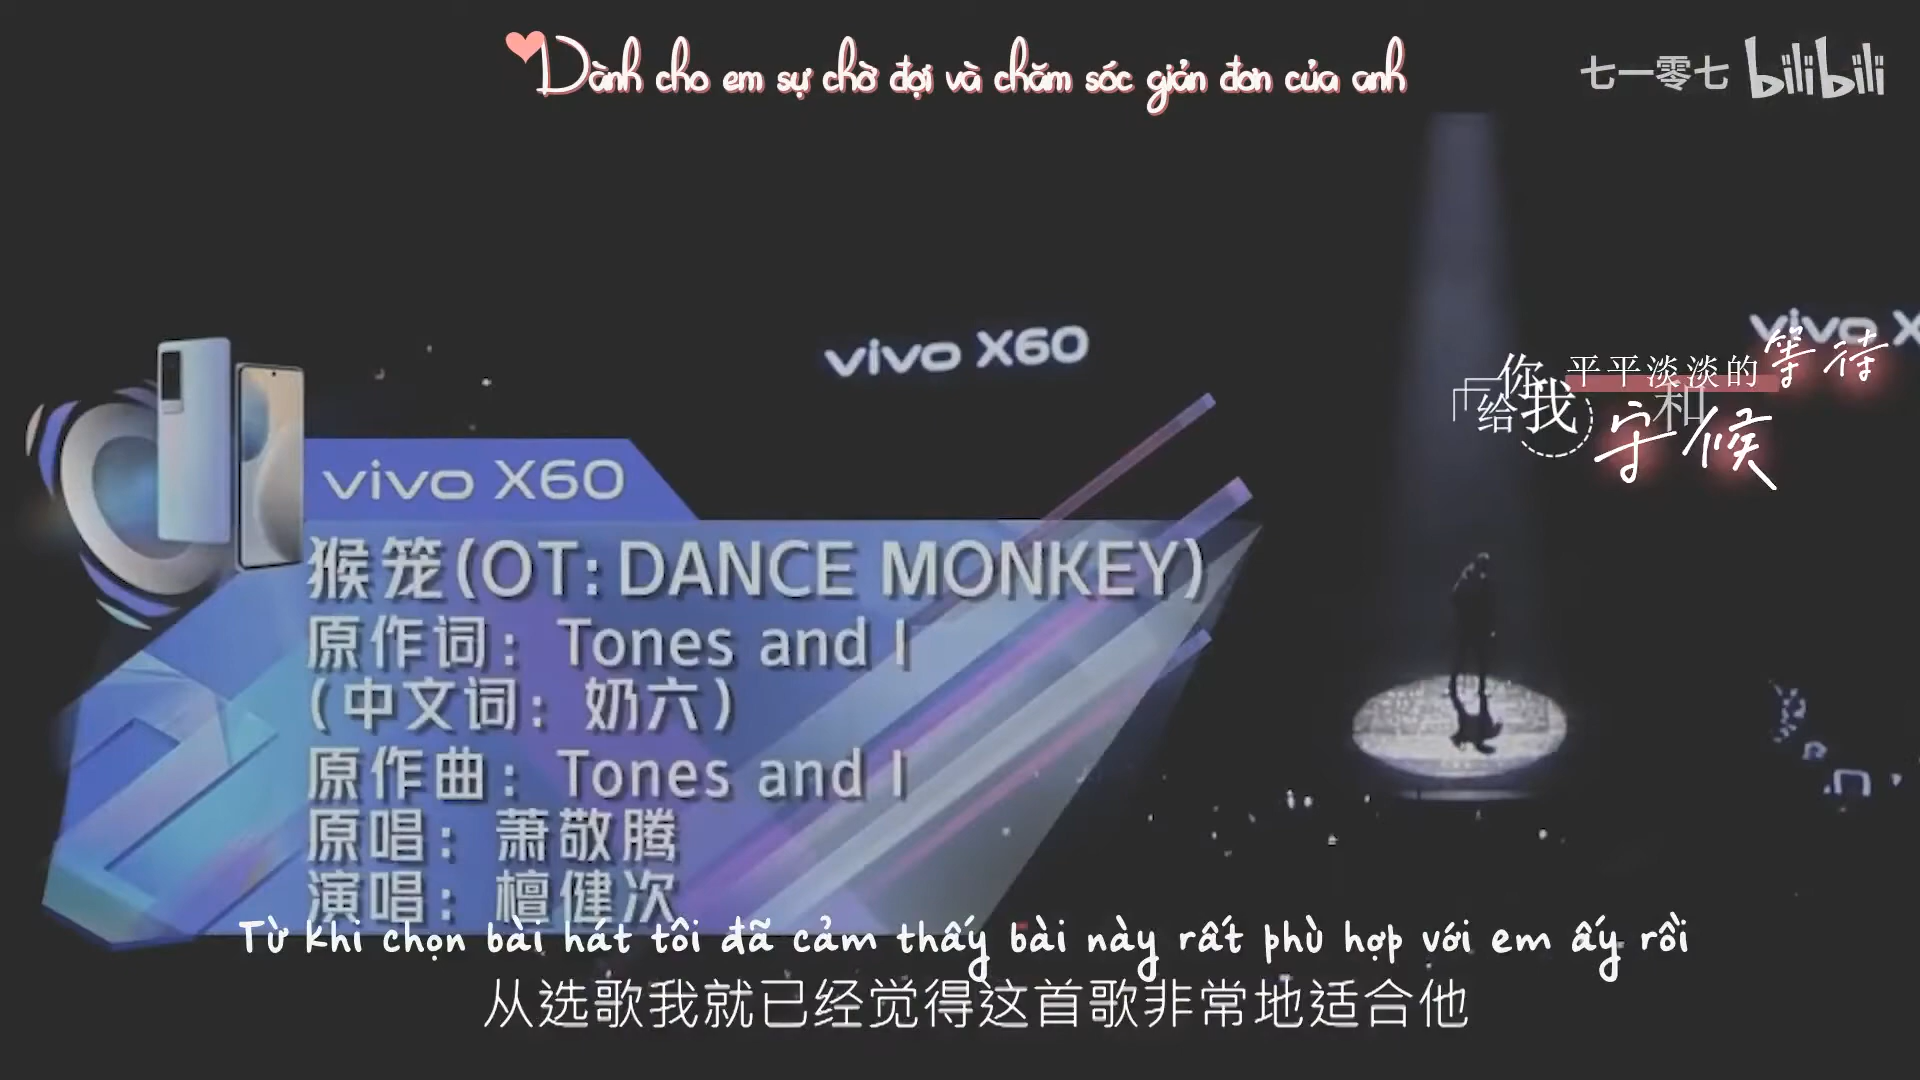 Dành cho em sự chờ đợi và chăm sóc giản đơn của anh
七一零七 bilibili
vivo X60
vivo X
你给我平平淡淡的等待
和守候
vivo X60
猴笼(OT:DANCE MONKEY)
原作词：Tones and I
(中文词：奶六)
原作曲：Tones and I
原唱：萧敬腾
演唱：檀健次
Từ khi chọn bài hát tôi đã cảm thấy bài này rất phù hợp với em ấy rồi
从选歌我就已经觉得这首歌非常地适合他